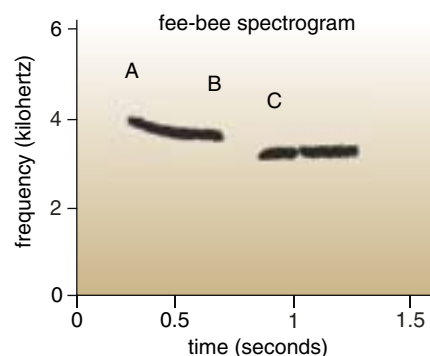 fee-bee spectrogram
6
A
B
C
4
2
0
frequency (kilohertz)
0 0.5 1 1.5
time (seconds)